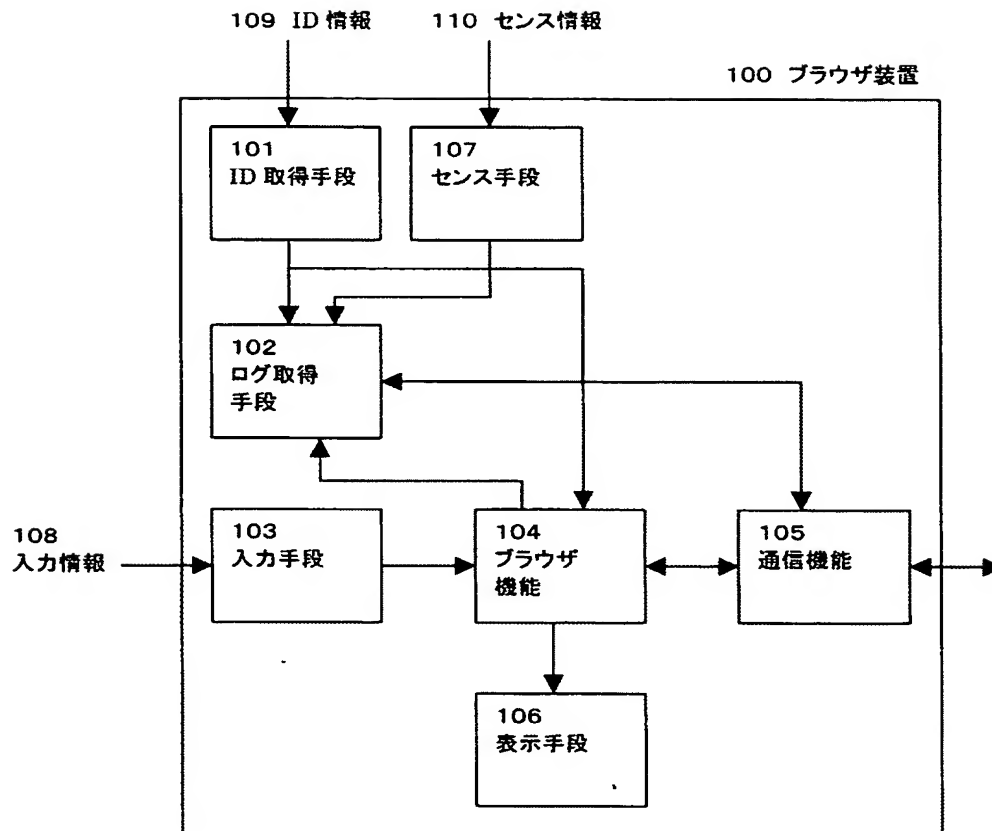 109 ID 情報
110 センス情報
100 ブラウザ装置
101
ID 取得手段
107
センス手段
102
ログ取得
手段
108
入力情報
103
入力手段
104
ブラウザ
機能
105
通信機能
106
表示手段